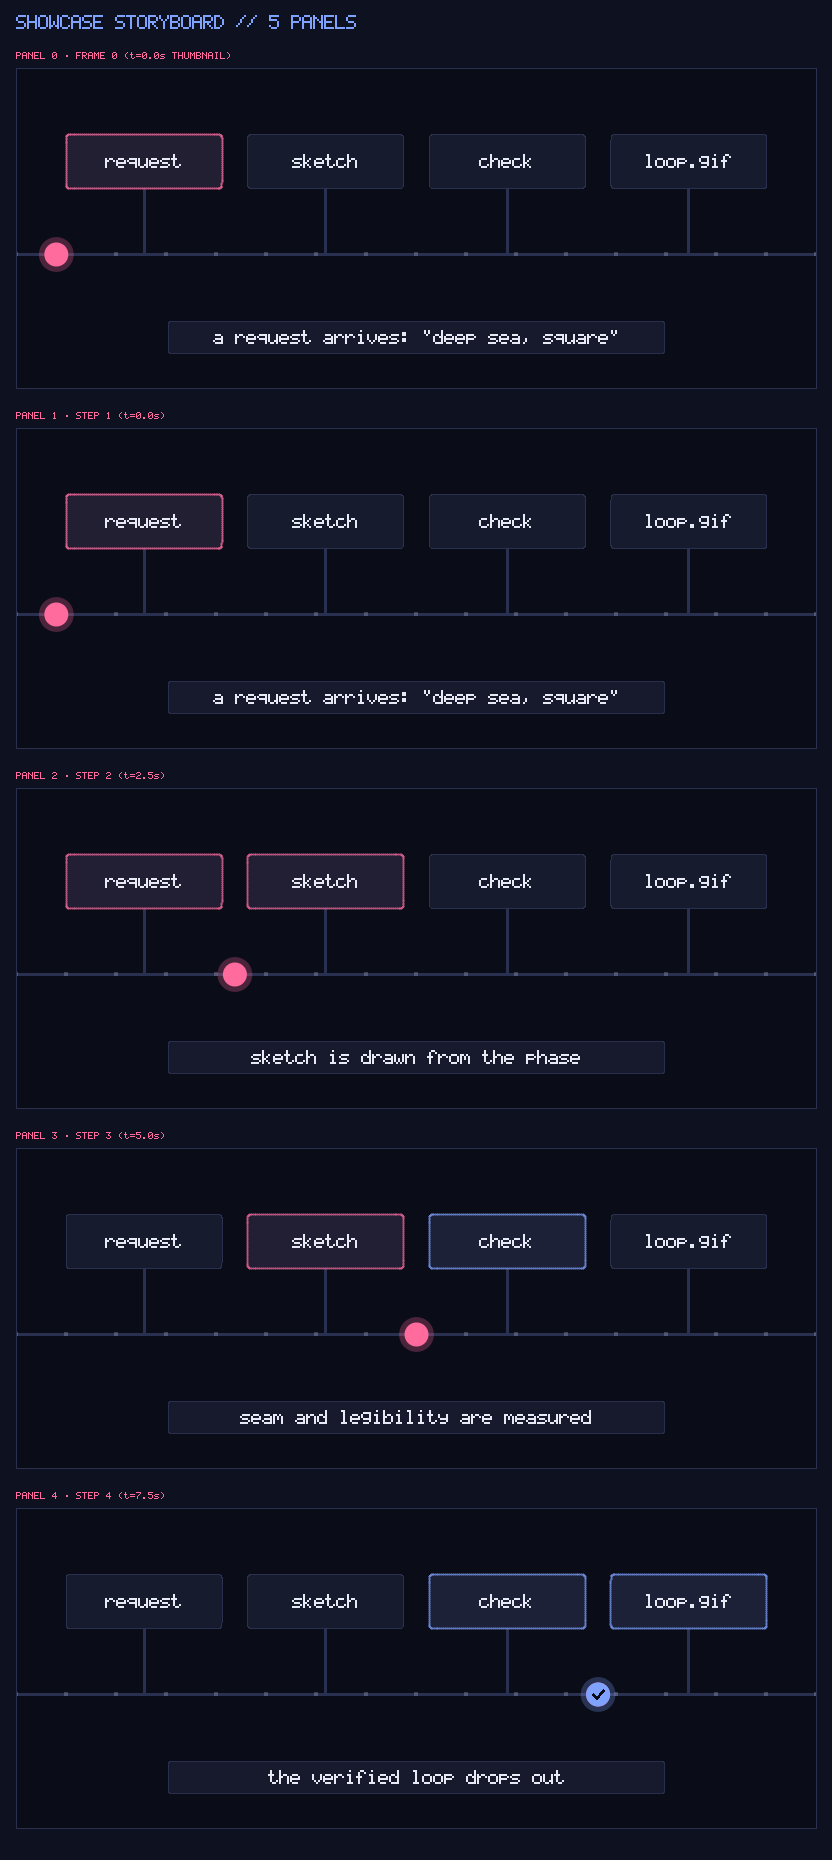 SHOWCASE STORYBOARD // 5 PANELS
PANEL 0 · FRAME 0 (t=0.0s THUMBNAIL)
request sketch check loop.gif
a request arrives: "deep sea, square"
PANEL 1 · STEP 1 (t=0.0s)
request sketch check loop.gif
a request arrives: "deep sea, square"
PANEL 2 · STEP 2 (t=2.5s)
request sketch check loop.gif
sketch is drawn from the phase
PANEL 3 · STEP 3 (t=5.0s)
request sketch check loop.gif
seam and legibility are measured
PANEL 4 · STEP 4 (t=7.5s)
request sketch check loop.gif
the verified loop drops out